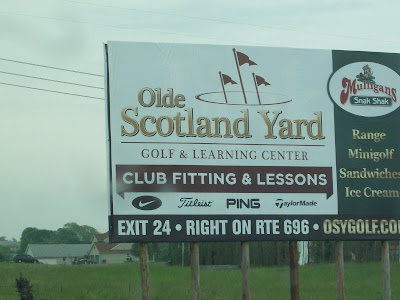 Olde
Scotland Yard
GOLF & LEARNING CENTER
CLUB FITTING & LESSONS
Titleist PING TaylorMade
EXIT 24 • RIGHT ON RTE 696 • OSYGOLF.CO
Mulligans
Snak Shak
Range
Minigolf
Sandwiches
Ice Cream